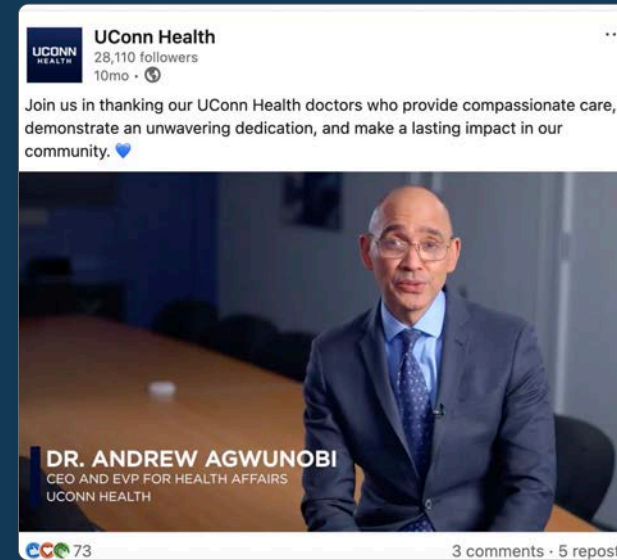 UCONN
HEALTH
UConn Health
28,110 followers
10mo •
Join us in thanking our UConn Health doctors who provide compassionate care,
demonstrate an unwavering dedication, and make a lasting impact in our
community. 💙
DR. ANDREW AGWUNOBI
CEO AND EVP FOR HEALTH AFFAIRS
UCONN HEALTH
73
3 comments · 5 repost